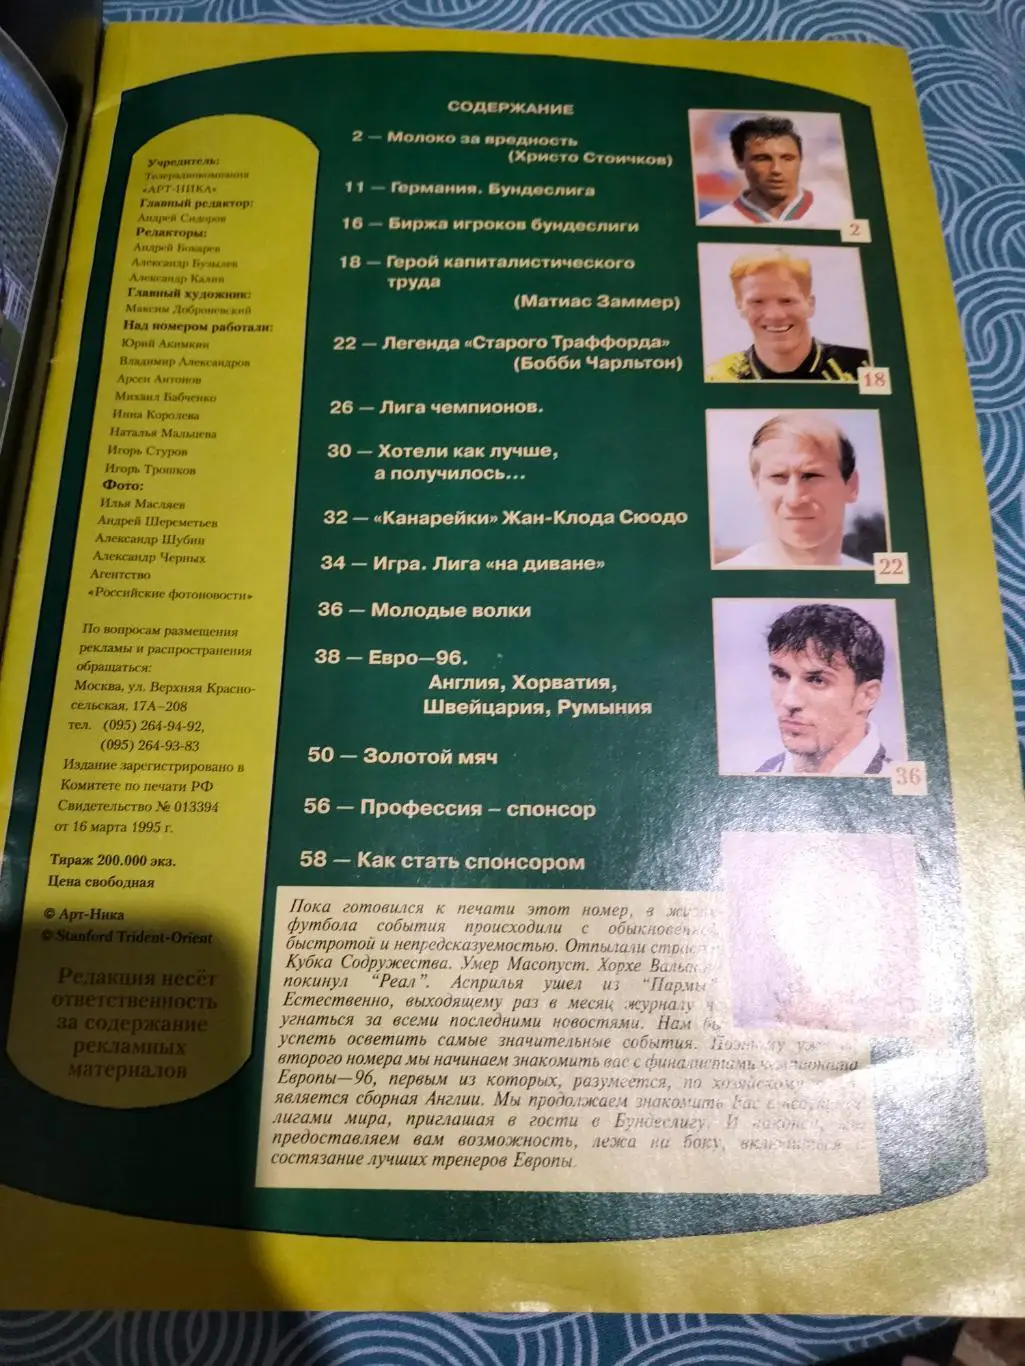 Учредитель:
Телерадиокомпания
«АРТ-НИКА»
Главный редактор:
Андрей Сидоров
Редакторы:
Андрей Бокарев
Александр Бузылев
Александр Калин
Главный художник:
Максим Доброневский
Над номером работали:
Юрий Акимкин
Владимир Александров
Арсен Антонов
Михаил Бабченко
Инна Королева
Наталья Мальцева
Игорь Стуров
Игорь Трошков
Фото:
Илья Масляев
Андрей Шереметьев
Александр Шубин
Александр Черных
Агентство
«Российские фотоновости»
По вопросам размещения
рекламы и распространения
обращаться:
Москва, ул. Верхняя Красно-
сельская, 17А–208
тел. (095) 264-94-92,
(095) 264-93-83
Издание зарегистрировано в
Комитете по печати РФ
Свидетельство № 013394
от 16 марта 1995 г.
Тираж 200.000 экз.
Цена свободная
© Арт-Ника
© Stanford Trident-Orient
Редакция несёт
ответственность
за содержание
рекламных
материалов
СОДЕРЖАНИЕ
2 — Молоко за вредность
(Христо Стоичков)
11 — Германия. Бундеслига
16 — Биржа игроков бундеслиги
18 — Герой капиталистического
труда
(Матиас Заммер)
22 — Легенда «Старого Траффорда»
(Бобби Чарльтон)
26 — Лига чемпионов.
30 — Хотели как лучше,
а получилось...
32 — «Канарейки» Жан-Клода Сюодо
34 — Игра. Лига «на диване»
36 — Молодые волки
38 — Евро—96.
Англия, Хорватия,
Швейцария, Румыния
50 — Золотой мяч
56 — Профессия – спонсор
58 — Как стать спонсором
2
18
22
36
Пока готовился к печати этот номер, в
футбола события происходили с
быстротой и непредсказуемостью. Отпылали
Кубка Содружества. Умер Масопуст. Хорхе
покинул "Реал". Асприлья ушел из "Пармы"
Естественно, выходящему раз в месяц журналу
угнаться за всеми последними новостями. Нам
успеть осветить самые значительные события. Поэтому уже
второго номера мы начинаем знакомить вас с финалистами чемпионата
Европы—96, первым из которых, разумеется, по
является сборная Англии. Мы продолжаем знакомить
лигами мира, приглашая в гости в Бундеслигу. И
предоставляем вам возможность, лежа на боку,
состязание лучших тренеров Европы.